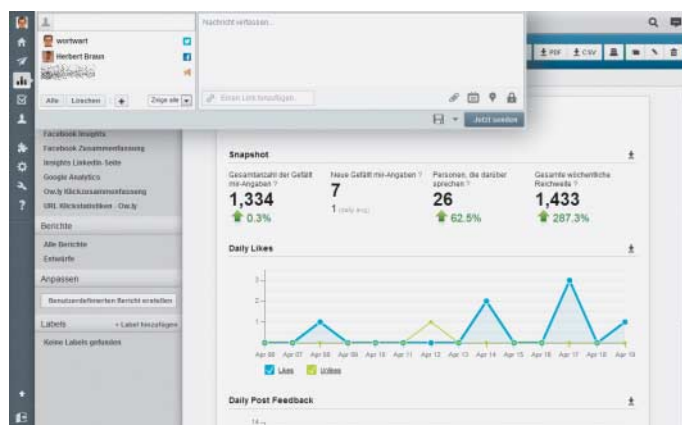 Nachricht verfassen...
wortwart
Herbert Braun
Alle Löschen + Zeige alle
Einen Link hinzufügen...
Jetzt senden
PDF CSV
Facebook Insights
Facebook Zusammenfassung
Insights LinkedIn-Seite
Google Analytics
Ow.ly Klickzusammenfassung
URL Klickstatistiken - Ow.ly
Berichte
Alle Berichte
Entwürfe
Anpassen
Benutzerdefinierten Bericht erstellen
Labels + Label hinzufügen
Keine Labels gefunden
Snapshot
Gesamtanzahl der Gefällt mir-Angaben ?
1,334
0.3%
Neue Gefällt mir-Angaben ?
7
1 (daily avg)
Personen, die darüber sprechen ?
26
62.5%
Gesamte wöchentliche Reichweite ?
1,433
287.3%
Daily Likes
3
2
1
Apr 06 Apr 07 Apr 08 Apr 09 Apr 10 Apr 11 Apr 12 Apr 13 Apr 14 Apr 15 Apr 16 Apr 17 Apr 18 Apr 19
Likes Unlikes
Daily Post Feedback
14